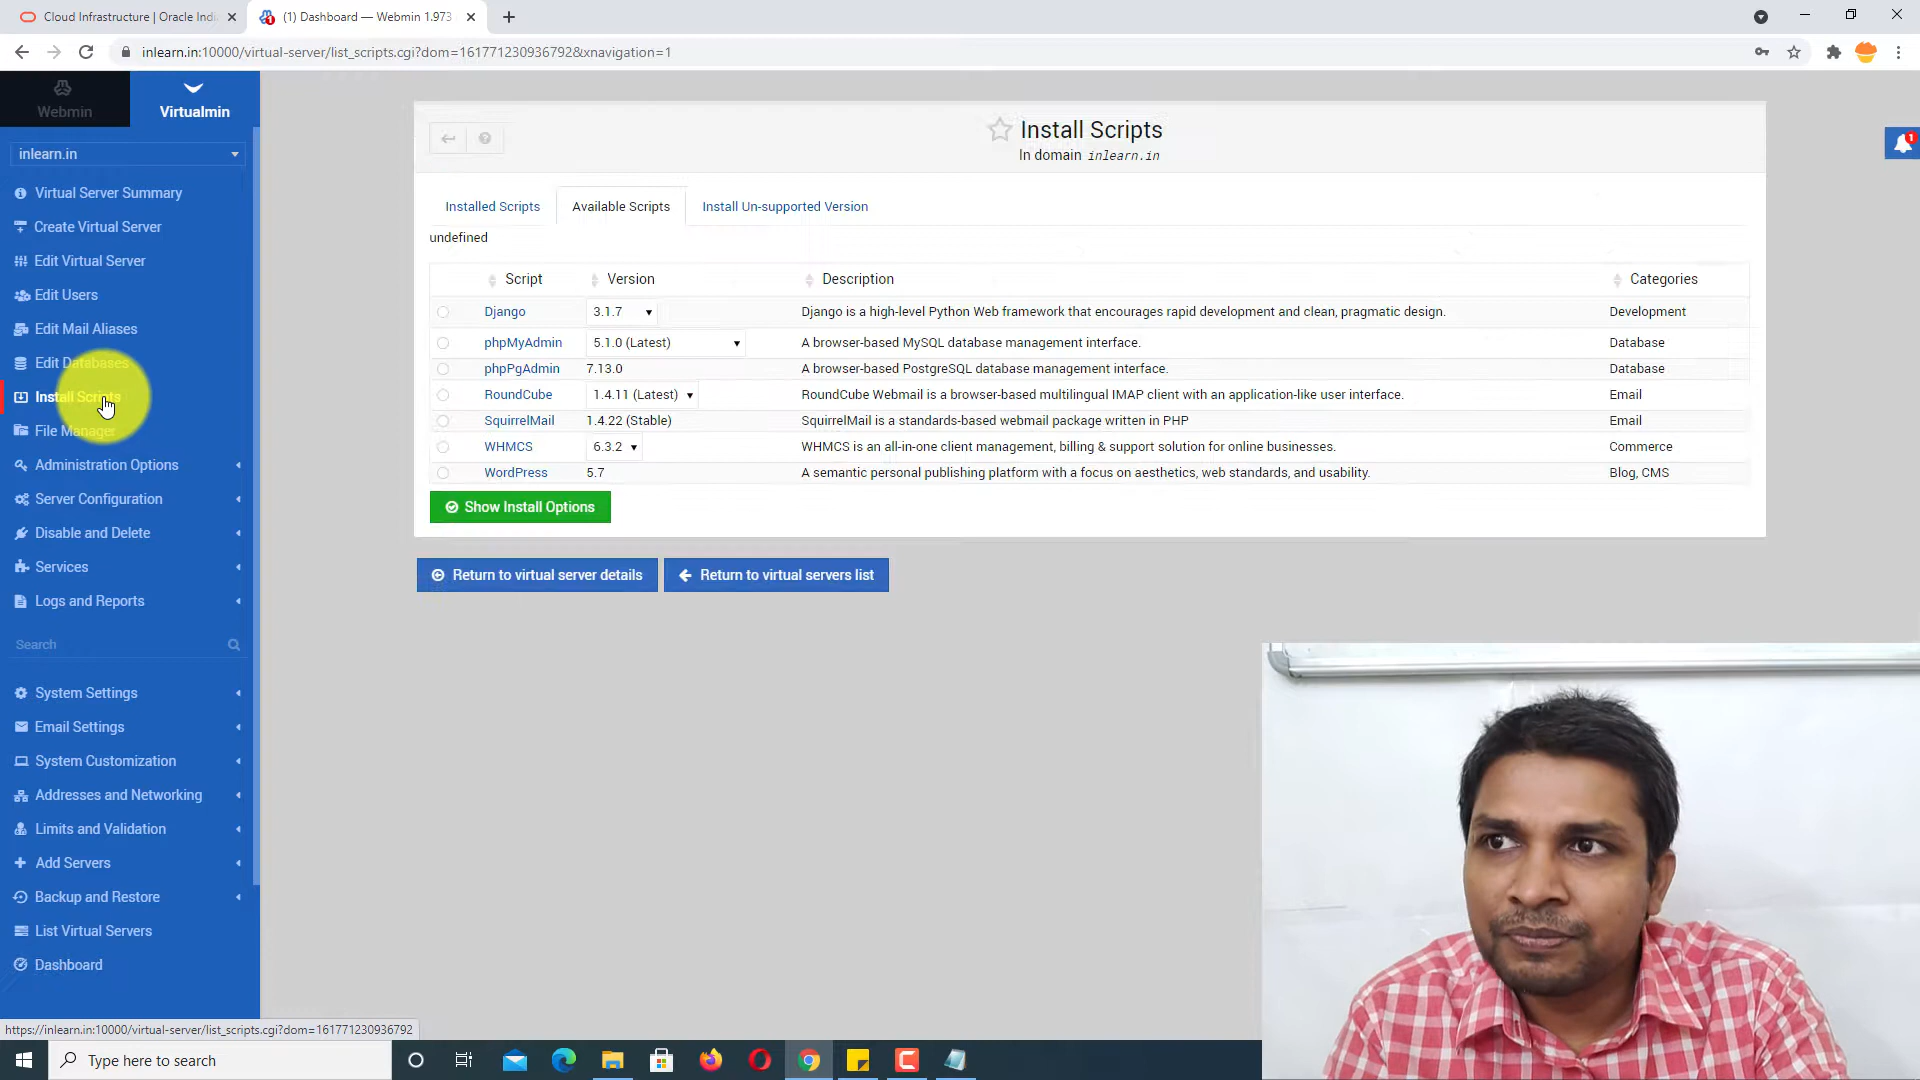 Cloud Infrastructure | Oracle Indi
(1) Dashboard — Webmin 1.973
inlearn.in:10000/virtual-server/list_scripts.cgi?dom=161771230936792&xnavigation=1
Webmin
Virtualmin
inlearn.in
Virtual Server Summary
Create Virtual Server
Edit Virtual Server
Edit Users
Edit Mail Aliases
Edit Databases
Install Scripts
File Manager
Administration Options
Server Configuration
Disable and Delete
Services
Logs and Reports
Search
System Settings
Email Settings
System Customization
Addresses and Networking
Limits and Validation
Add Servers
Backup and Restore
List Virtual Servers
Dashboard
Install Scripts
In domain inlearn.in
1
Installed Scripts Available Scripts Install Un-supported Version
undefined
Script Version Description Categories
Django 3.1.7 Django is a high-level Python Web framework that encourages rapid development and clean, pragmatic design. Development
phpMyAdmin 5.1.0 (Latest) A browser-based MySQL database management interface. Database
phpPgAdmin 7.13.0 A browser-based PostgreSQL database management interface. Database
RoundCube 1.4.11 (Latest) RoundCube Webmail is a browser-based multilingual IMAP client with an application-like user interface. Email
SquirrelMail 1.4.22 (Stable) SquirrelMail is a standards-based webmail package written in PHP Email
WHMCS 6.3.2 WHMCS is an all-in-one client management, billing & support solution for online businesses. Commerce
WordPress 5.7 A semantic personal publishing platform with a focus on aesthetics, web standards, and usability. Blog, CMS
Show Install Options
Return to virtual server details Return to virtual servers list
https://inlearn.in:10000/virtual-server/list_scripts.cgi?dom=161771230936792
Type here to search